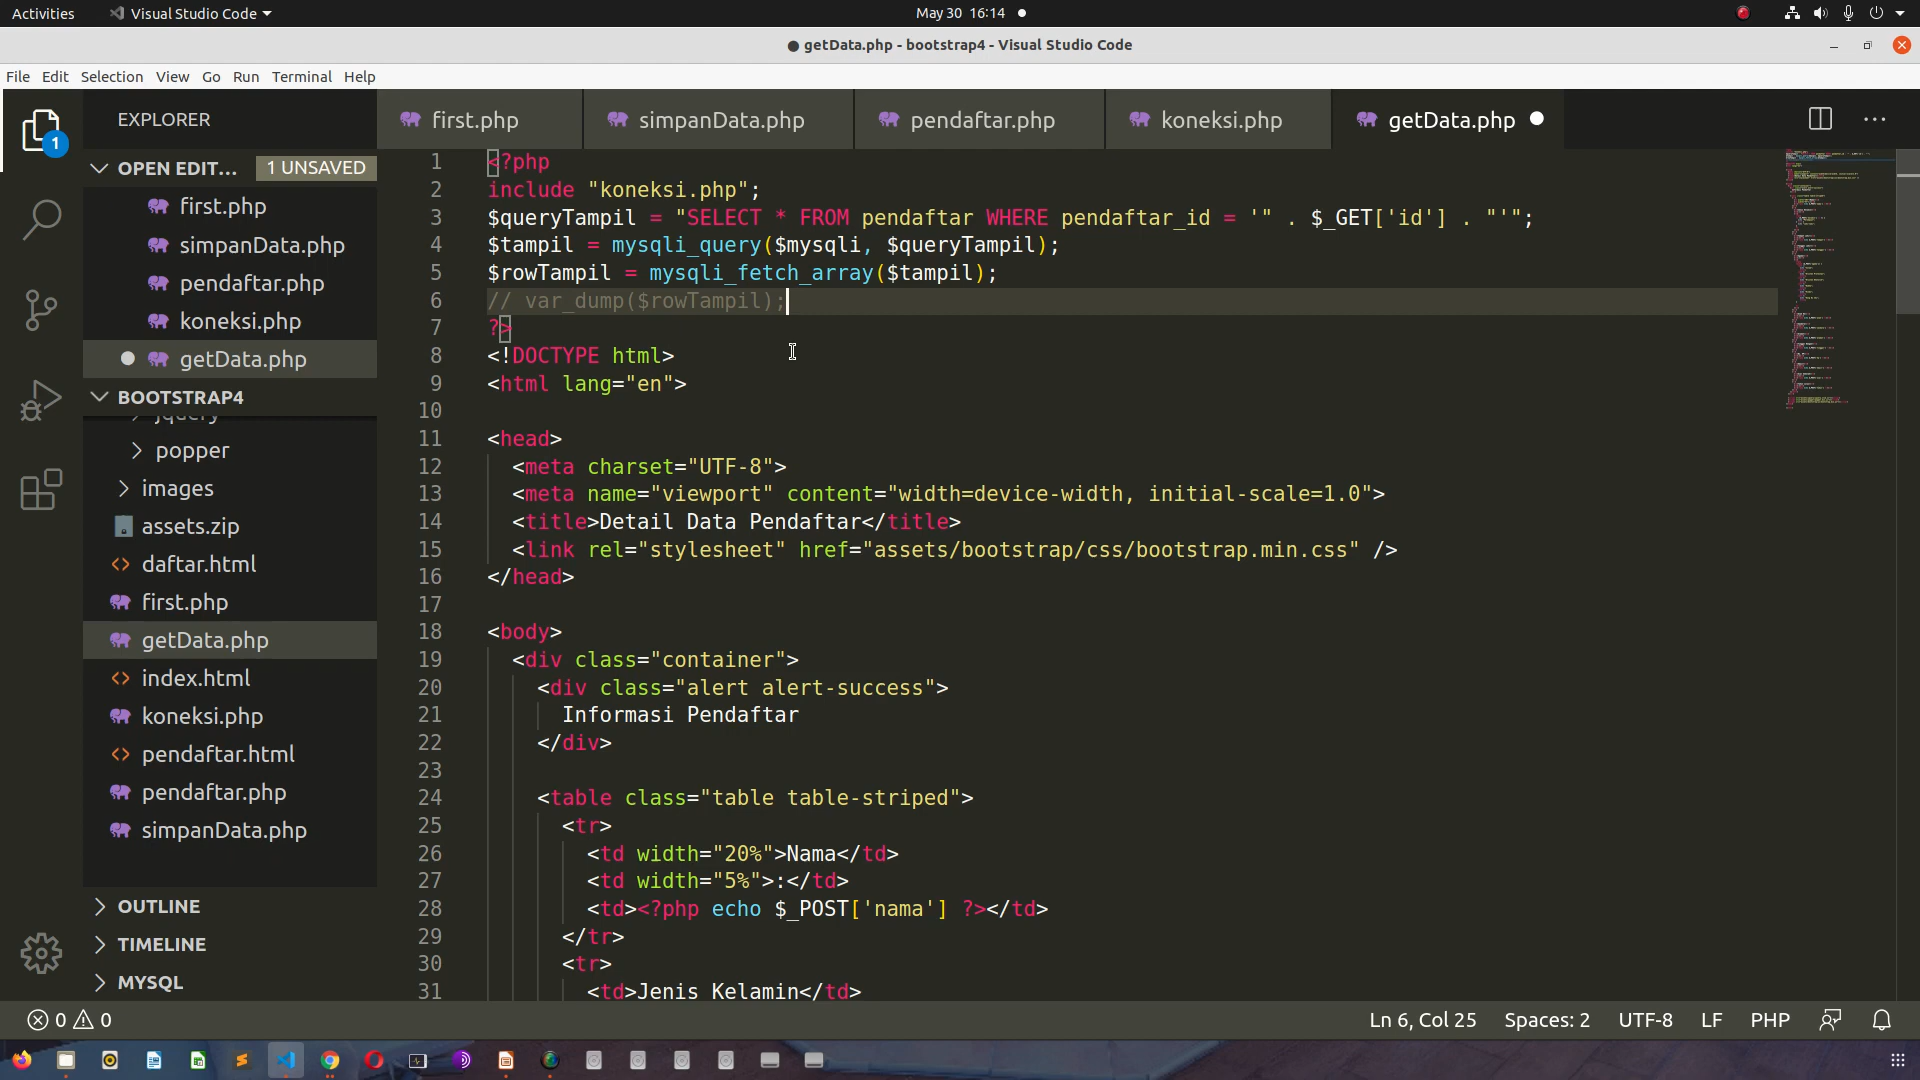 Activities
Visual Studio Code
May 30 16:14
● getData.php - bootstrap4 - Visual Studio Code
File Edit Selection View Go Run Terminal Help
EXPLORER
1
OPEN EDIT... 1 UNSAVED
first.php
simpanData.php
pendaftar.php
koneksi.php
getData.php
BOOTSTRAP4
jquery
popper
images
assets.zip
daftar.html
first.php
getData.php
index.html
koneksi.php
pendaftar.html
pendaftar.php
simpanData.php
OUTLINE
TIMELINE
MYSQL
first.php simpanData.php pendaftar.php koneksi.php getData.php
1 <?php
2 include "koneksi.php";
3 $queryTampil = "SELECT * FROM pendaftar WHERE pendaftar_id = '" . $_GET['id'] . "'";
4 $tampil = mysqli_query($mysqli, $queryTampil);
5 $rowTampil = mysqli_fetch_array($tampil);
6 // var_dump($rowTampil);
7 ?>
8 <!DOCTYPE html>
9 <html lang="en">
10
11 <head>
12 <meta charset="UTF-8">
13 <meta name="viewport" content="width=device-width, initial-scale=1.0">
14 <title>Detail Data Pendaftar</title>
15 <link rel="stylesheet" href="assets/bootstrap/css/bootstrap.min.css" />
16 </head>
17
18 <body>
19 <div class="container">
20 <div class="alert alert-success">
21 Informasi Pendaftar
22 </div>
23
24 <table class="table table-striped">
25 <tr>
26 <td width="20%">Nama</td>
27 <td width="5%">:</td>
28 <td><?php echo $_POST['nama'] ?></td>
29 </tr>
30 <tr>
31 <td>Jenis Kelamin</td>
0 0
Ln 6, Col 25 Spaces: 2 UTF-8 LF PHP